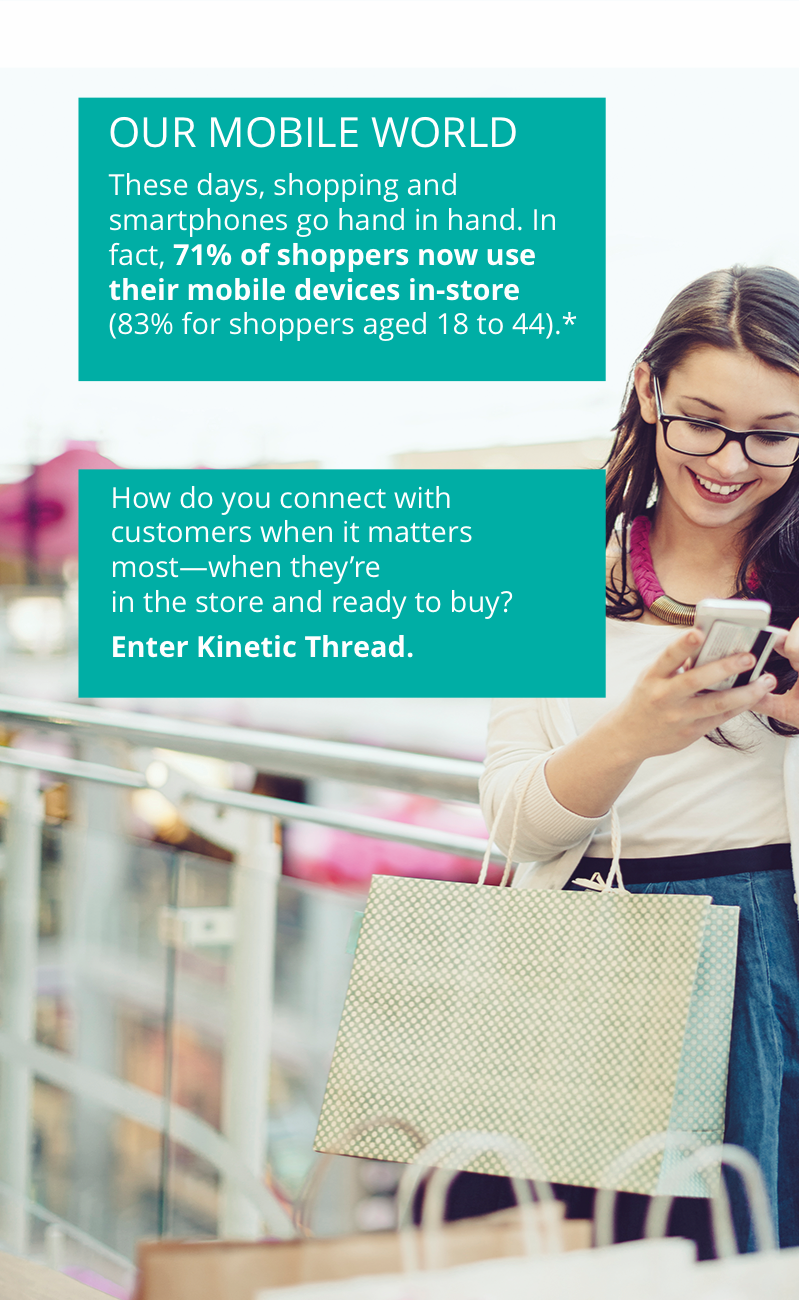 OUR MOBILE WORLD
These days, shopping and
smartphones go hand in hand. In
fact, 71% of shoppers now use
their mobile devices in-store
(83% for shoppers aged 18 to 44).*
How do you connect with
customers when it matters
most—when they’re
in the store and ready to buy?
Enter Kinetic Thread.